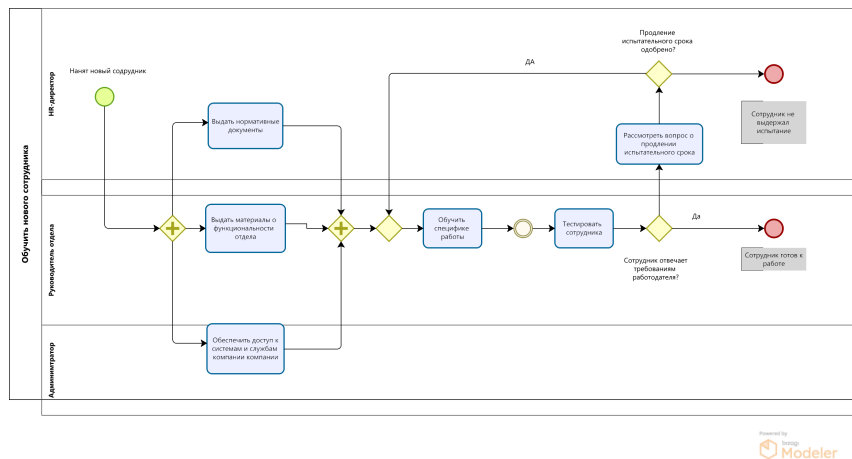 Обучить нового сотрудника
HR-директор
Руководитель отдела
Админимтратор
Нанят новый содрудник
Выдать нормативные
документы
Выдать материалы о
функциональности
отдела
Обеспечить доступ к
системам и службам
компании компании
Обучить
специфике
работы
Тестировать
сотрудника
Сотрудник отвечает
требованиям
работодателя?
Да
Сотрудник готов к
работе
Рассмотреть вопрос о
продлении
испытательного срока
Продление
испытательного срока
одобрено?
ДА
Сотрудник не
выдержал
испытание
Powered by
Modeler